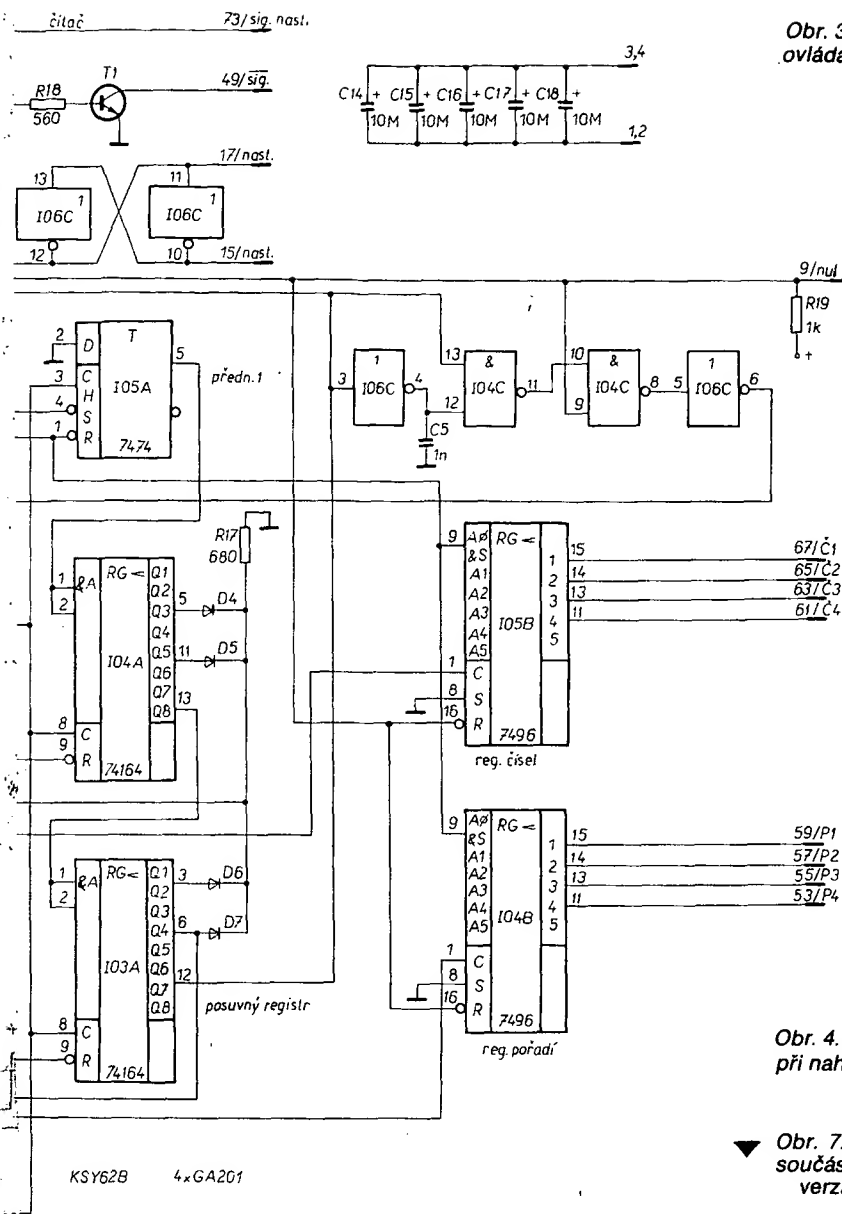 čítač 73/sig. nast.
Obr. 3
ovládá
T1
49/sig.
R18
560
3,4
C14 + C15 + C16 + C17 + C18 +
10M 10M 10M 10M 10M
1,2
17/nast.
13 11
1 1
I06C I06C
12 10 15/nast.
9/nul
R19
1k
+
T
2 D 5
I05A
předn.1
3 C
H
4 S
1 R
7474
1
3 I06C 4
13 &
12 I04C 11
C5
1n
10 &
9 I04C 8
1
5 I06C 6
R17
680
1 &A RG Q1
2 Q2
Q3 5 D4
Q4
Q5 11 D5
I04A Q6
Q7
Q8 13
8 C
9 R
74164
9 AØ RG
&S
A1 1 15 67/Č1
A2 2 14 65/Č2
A3 3 13 63/Č3
A4 4 11 61/Č4
A5 5
I05B
1 C
8 S
16 R
7496
reg. čísel
1 &A RG Q1 3 D6
2 Q2
Q3
Q4 6 D7
Q5
I03A Q6
Q7 12
Q8
posuvný registr
8 C
9 R
74164
9 AØ RG
&S
A1 1 15 59/P1
A2 2 14 57/P2
A3 3 13 55/P3
A4 4 11 53/P4
A5 5
I04B
1 C
8 S
16 R
7496
reg. pořadí
Obr. 4.
při nah
Obr. 7.
součás
verza
KSY62B 4xGA201